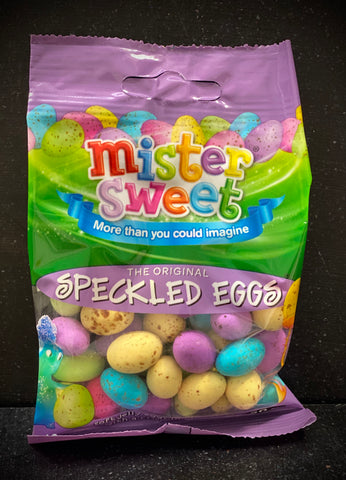 mister
sweet
More than you could imagine
THE ORIGINAL
SPECKLED EGGS